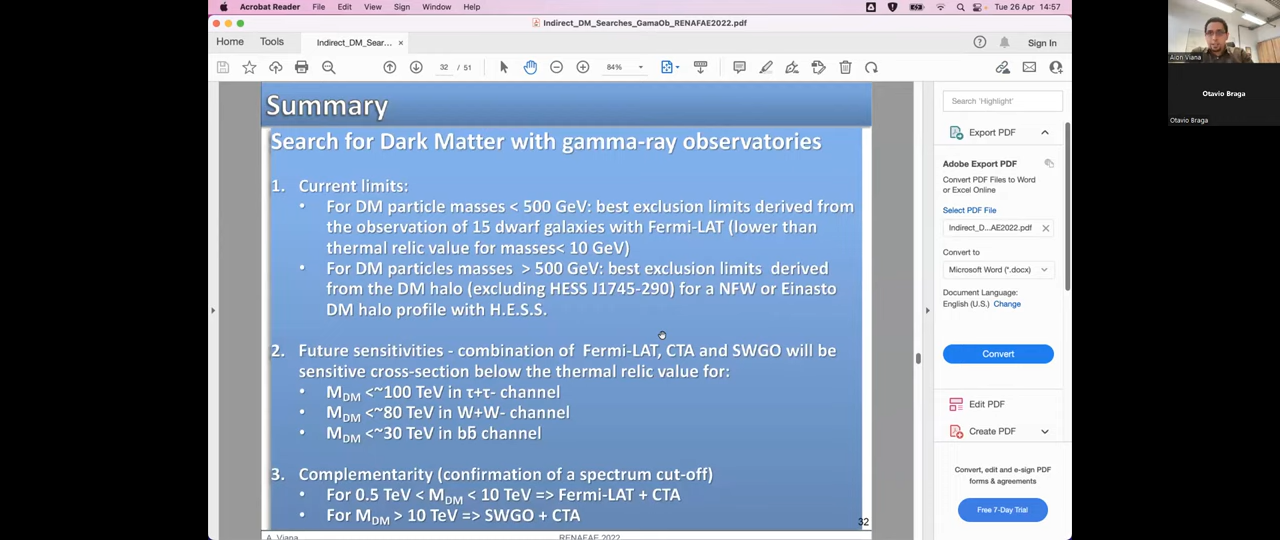 Acrobat Reader File Edit View Sign Window Help Tue 26 Apr 14:57
Indirect_DM_Searches_GamaOb_RENAFAE2022.pdf
Home Tools Indirect_DM_Sear... × Sign In
32 / 51 84%
Summary
Search for Dark Matter with gamma-ray observatories
1. Current limits:
• For DM particle masses < 500 GeV: best exclusion limits derived from
the observation of 15 dwarf galaxies with Fermi-LAT (lower than
thermal relic value for masses< 10 GeV)
• For DM particles masses > 500 GeV: best exclusion limits derived
from the DM halo (excluding HESS J1745-290) for a NFW or Einasto
DM halo profile with H.E.S.S.
2. Future sensitivities - combination of Fermi-LAT, CTA and SWGO will be
sensitive cross-section below the thermal relic value for:
• MDM <~100 TeV in τ+τ- channel
• MDM <~80 TeV in W+W- channel
• MDM <~30 TeV in bb̄ channel
3. Complementarity (confirmation of a spectrum cut-off)
• For 0.5 TeV < MDM < 10 TeV => Fermi-LAT + CTA
• For MDM > 10 TeV => SWGO + CTA
32
A. Viana RENAFAE 2022
Search 'Highlight'
Export PDF
Adobe Export PDF
Convert PDF Files to Word
or Excel Online
Select PDF File
Indirect_D...AE2022.pdf ×
Convert to
Microsoft Word (*.docx)
Document Language:
English (U.S.) Change
Convert
Edit PDF
Create PDF
Convert, edit and e-sign PDF
forms & agreements
Free 7-Day Trial
Aion Viana
Otavio Braga
Otavio Braga